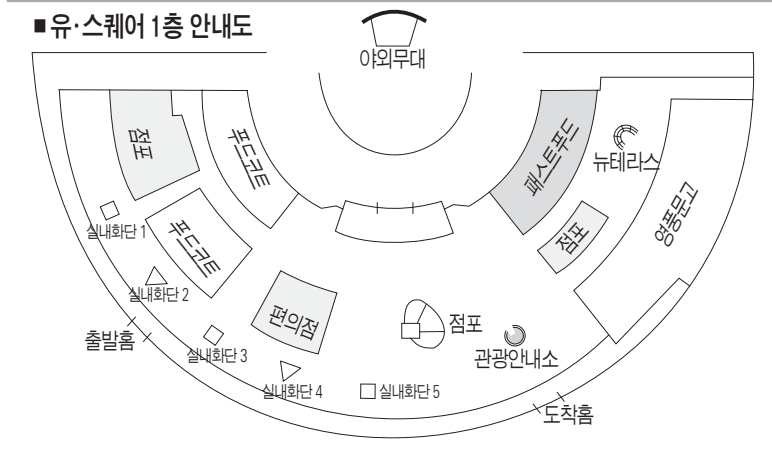 ■ 유·스퀘어 1층 안내도
야외무대
점포
푸드코트
패스트푸드
뉴테라스
영풍문고
실내화단 1
푸드코트
점포
실내화단 2
편의점
점포
출발홈
실내화단 3
관광안내소
실내화단 4
실내화단 5
도착홈